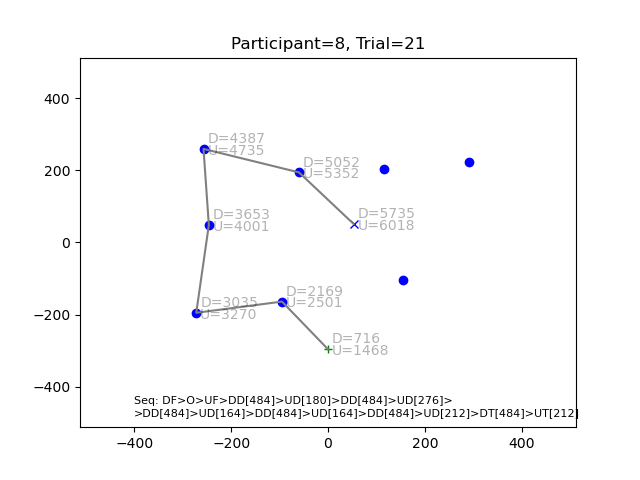 Participant=8, Trial=21
400
200
0
−200
−400
D=4387
U=4735
D=5052
U=5352
D=5735
U=6018
D=3653
U=4001
D=3035
U=3270
D=2169
U=2501
D=716
U=1468
Seq: DF>O>UF>DD[484]>UD[180]>DD[484]>UD[276]>
>DD[484]>UD[164]>DD[484]>UD[164]>DD[484]>UD[212]>DT[484]>UT[212]
−400 −200 0 200 400